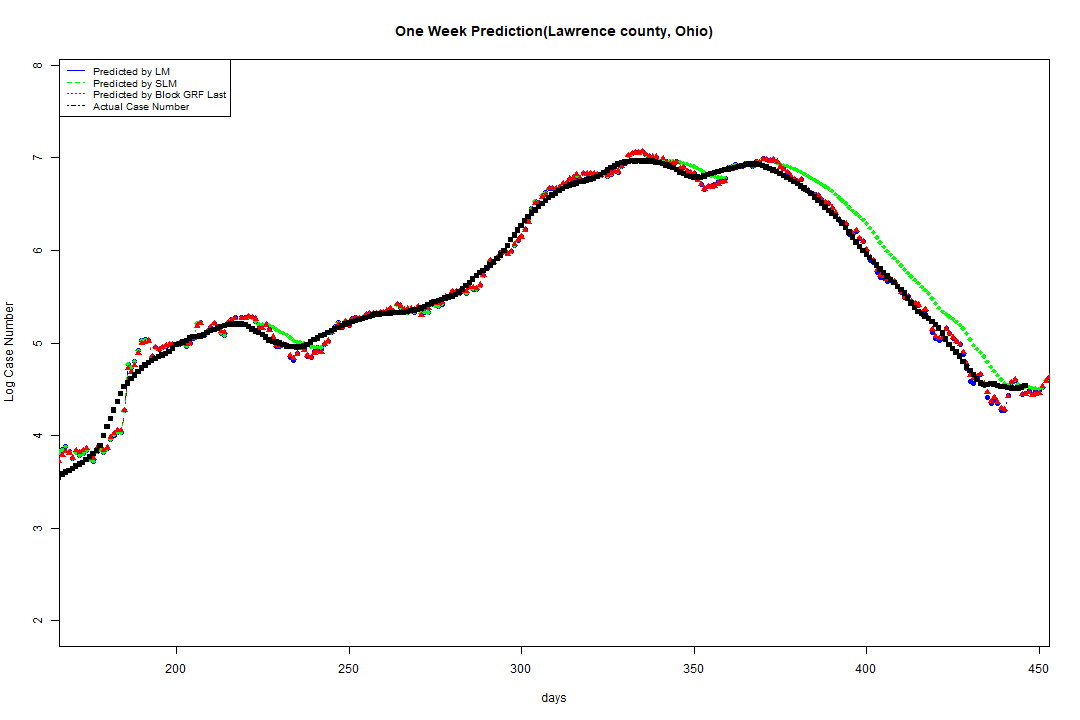 One Week Prediction(Lawrence county, Ohio)
Predicted by LM
Predicted by SLM
Predicted by Block GRF Last
Actual Case Number
8
7
6
5
4
3
2
Log Case Number
200 250 300 350 400 450
days